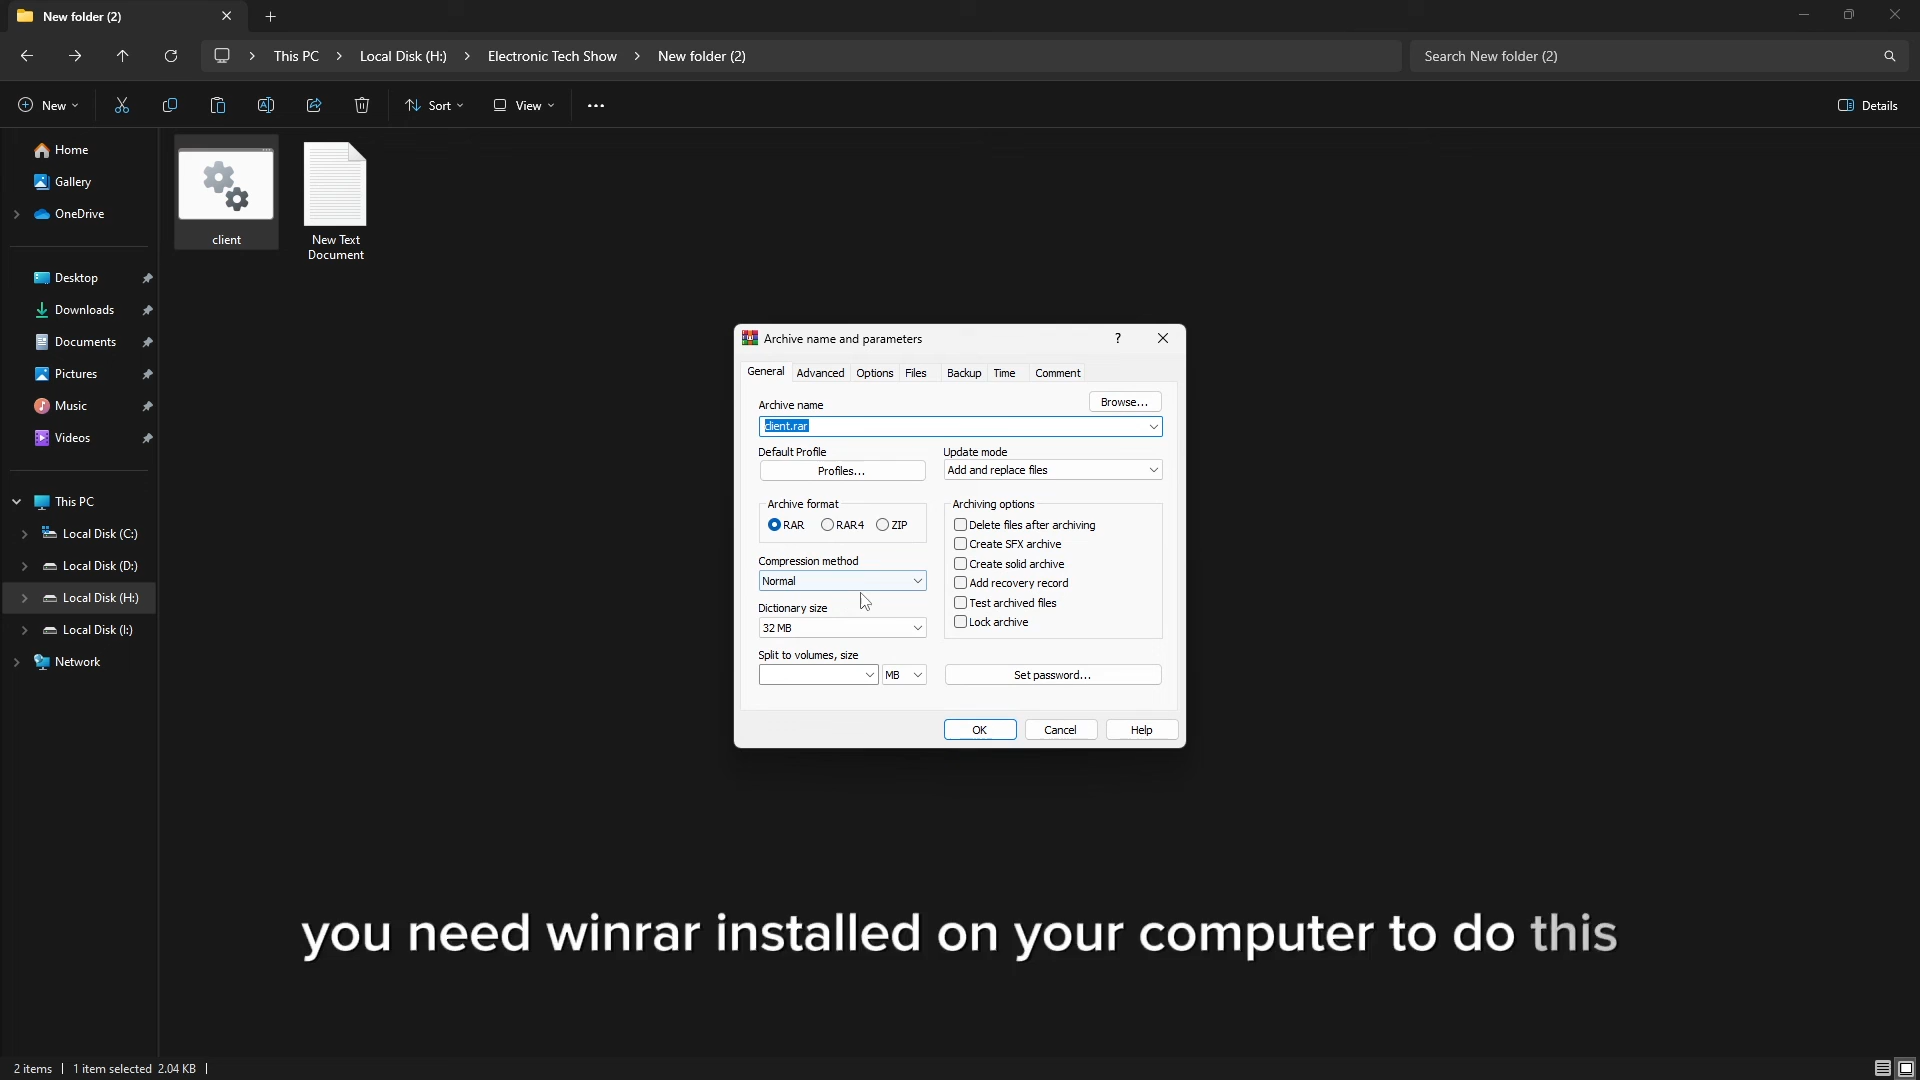 New folder (2)
This PC
Local Disk (H:)
Electronic Tech Show
New folder (2)
Search New folder (2)
New
Sort
View
Details
Home
Gallery
OneDrive
Desktop
Downloads
Documents
Pictures
Music
Videos
This PC
Local Disk (C:)
Local Disk (D:)
Local Disk (H:)
Local Disk (I:)
Network
client
New Text
Document
Archive name and parameters
?
General Advanced Options Files Backup Time Comment
Archive name
Browse...
client.rar
Default Profile
Profiles...
Update mode
Add and replace files
Archive format
RAR RAR4 ZIP
Compression method
Normal
Dictionary size
32 MB
Split to volumes, size
MB
Archiving options
Delete files after archiving
Create SFX archive
Create solid archive
Add recovery record
Test archived files
Lock archive
Set password...
OK Cancel Help
you need winrar installed on your computer to do this
2 items 1 item selected 2.04 KB